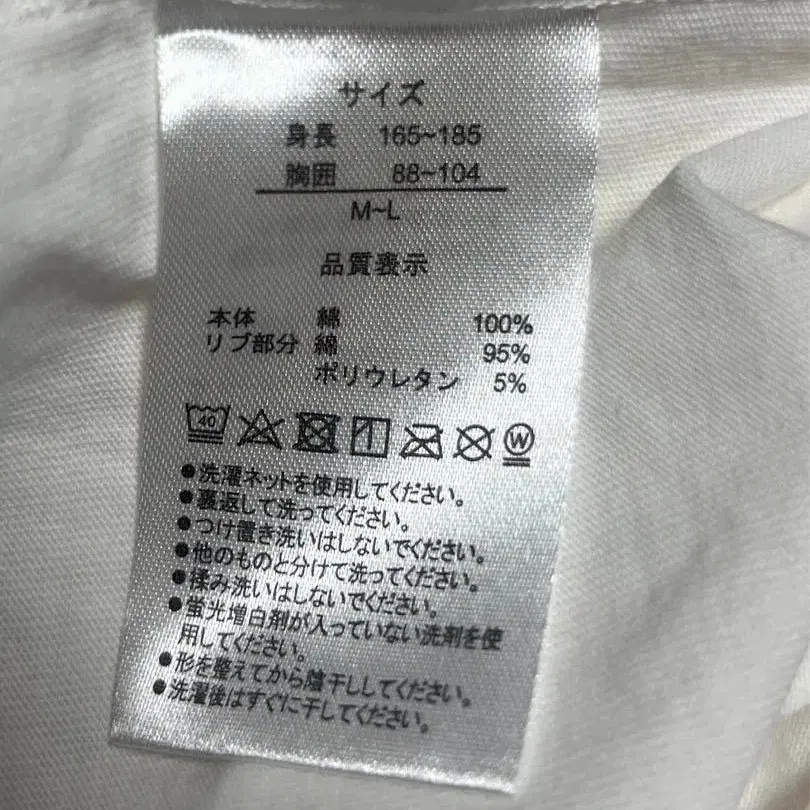 サイズ
身長 165~185
胸囲 88~104
M~L
品質表示
本体 綿 100%
リブ部分 綿 95%
ポリウレタン 5%
40 W
●洗濯ネットを使用してください。
●裏返して洗ってください。
●つけ置き洗いはしないでください。
●他のものと分けて洗ってください。
●揉み洗いはしないでください。
●蛍光増白剤が入っていない洗剤を使
用してください。
●形を整えてから陰干ししてください。
●洗濯後はすぐに干してください。